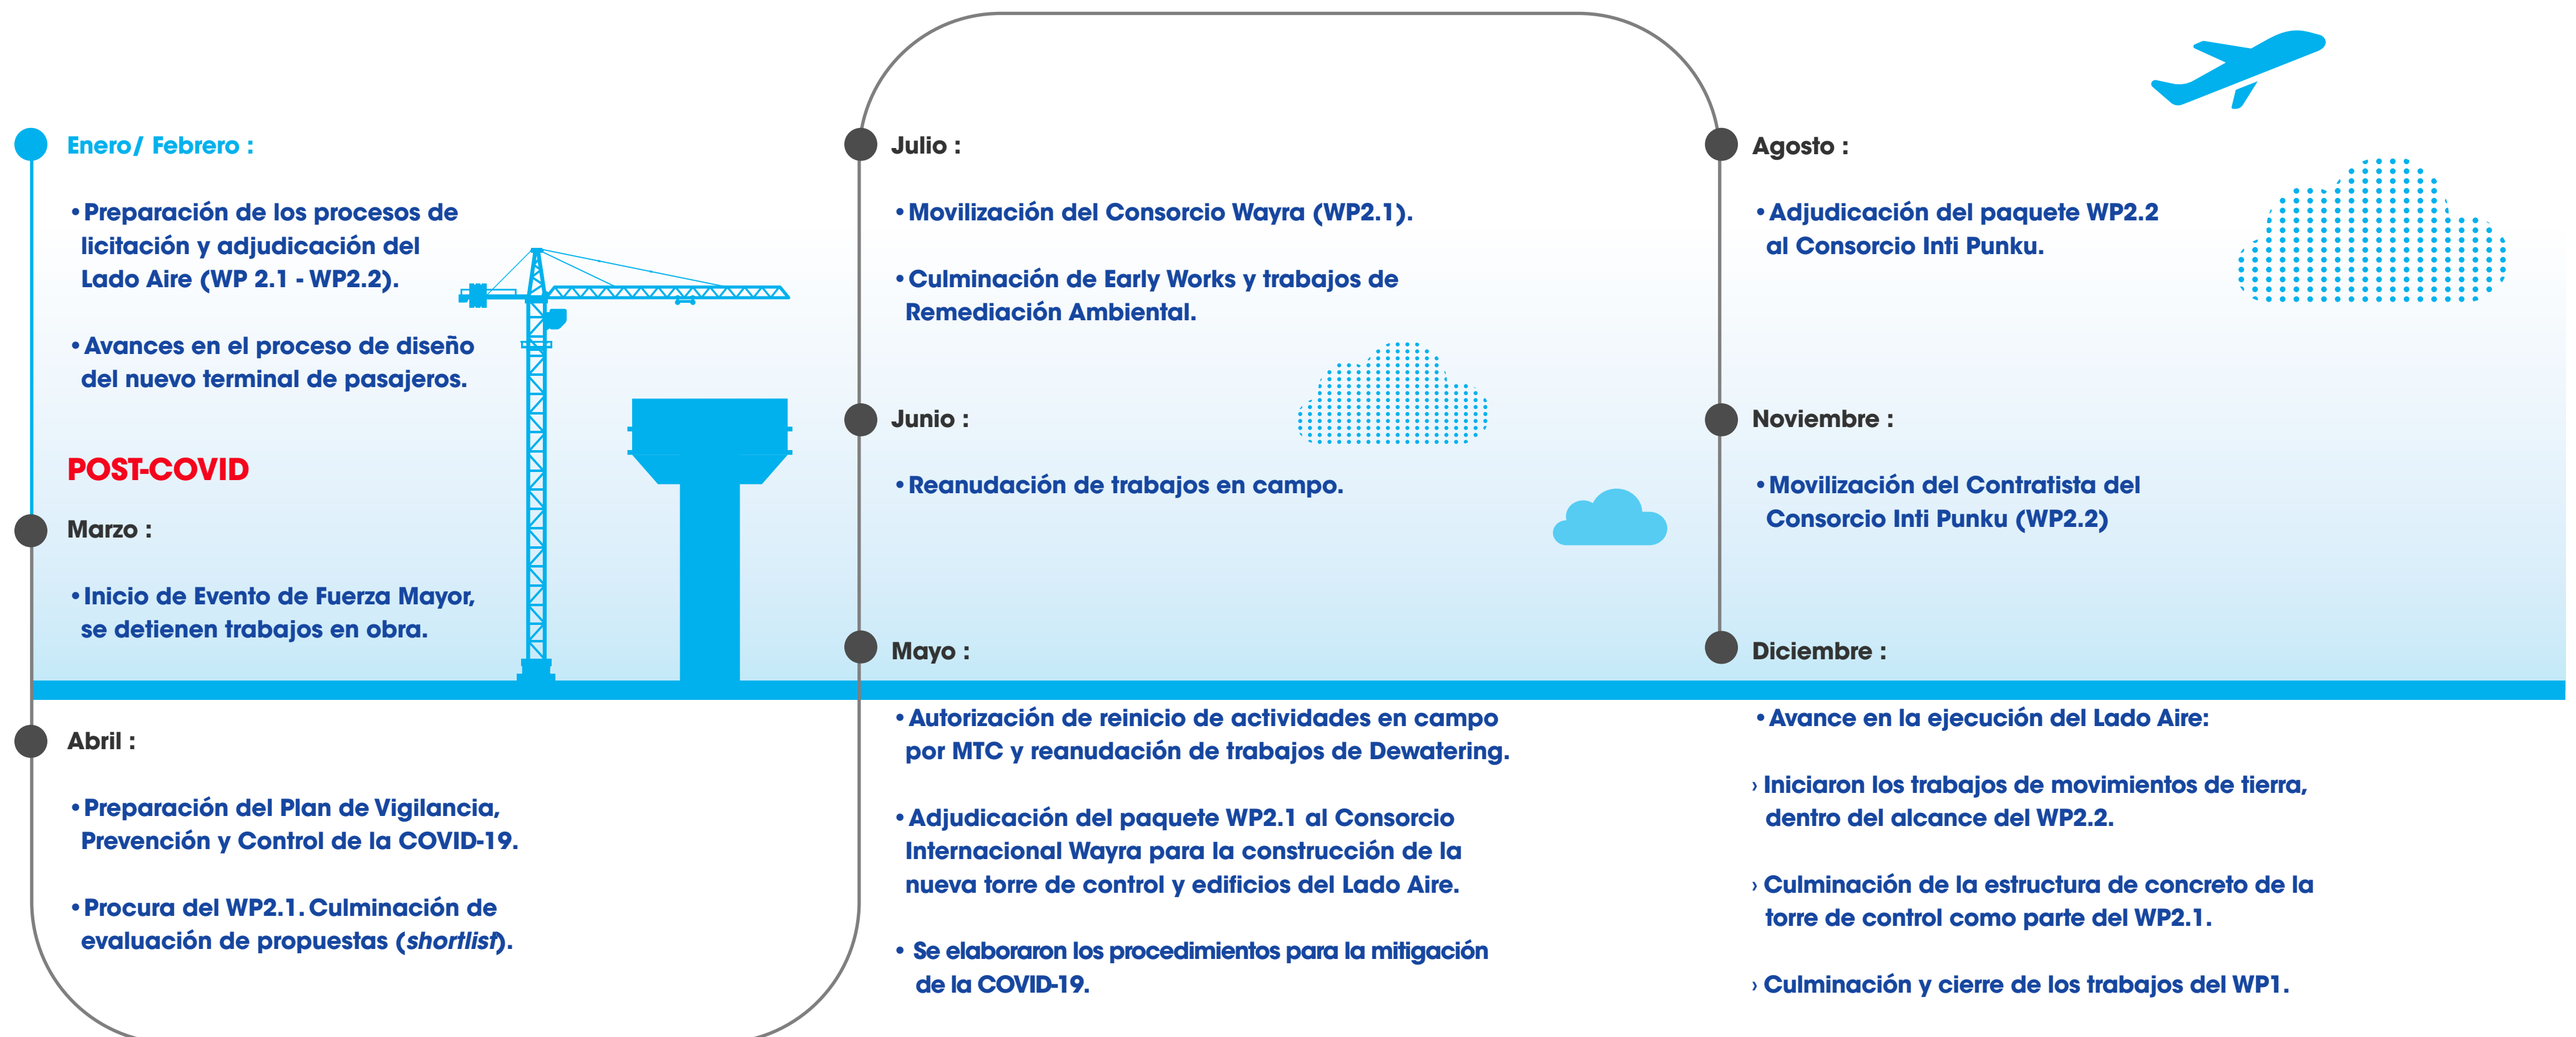 Enero/ Febrero :
•Preparación de los procesos de
licitación y adjudicación del
Lado Aire (WP 2.1 - WP2.2).
•Avances en el proceso de diseño
del nuevo terminal de pasajeros.
POST-COVID
Marzo :
•Inicio de Evento de Fuerza Mayor,
se detienen trabajos en obra.
Abril :
•Preparación del Plan de Vigilancia,
Prevención y Control de la COVID-19.
•Procura del WP2.1. Culminación de
evaluación de propuestas (shortlist).
Mayo :
•Autorización de reinicio de actividades en campo
por MTC y reanudación de trabajos de Dewatering.
•Adjudicación del paquete WP2.1 al Consorcio
Internacional Wayra para la construcción de la
nueva torre de control y edificios del Lado Aire.
• Se elaboraron los procedimientos para la mitigación
de la COVID-19.
Junio :
•Reanudación de trabajos en campo.
Julio :
•Movilización del Consorcio Wayra (WP2.1).
•Culminación de Early Works y trabajos de
Remediación Ambiental.
Agosto :
•Adjudicación del paquete WP2.2
al Consorcio Inti Punku.
Noviembre :
•Movilización del Contratista del
Consorcio Inti Punku (WP2.2)
Diciembre :
•Avance en la ejecución del Lado Aire:
› Iniciaron los trabajos de movimientos de tierra,
dentro del alcance del WP2.2.
› Culminación de la estructura de concreto de la
torre de control como parte del WP2.1.
› Culminación y cierre de los trabajos del WP1.